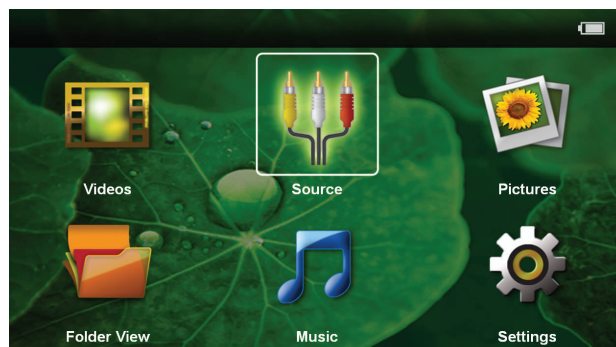 Videos
Source
Pictures
Folder View
Music
Settings